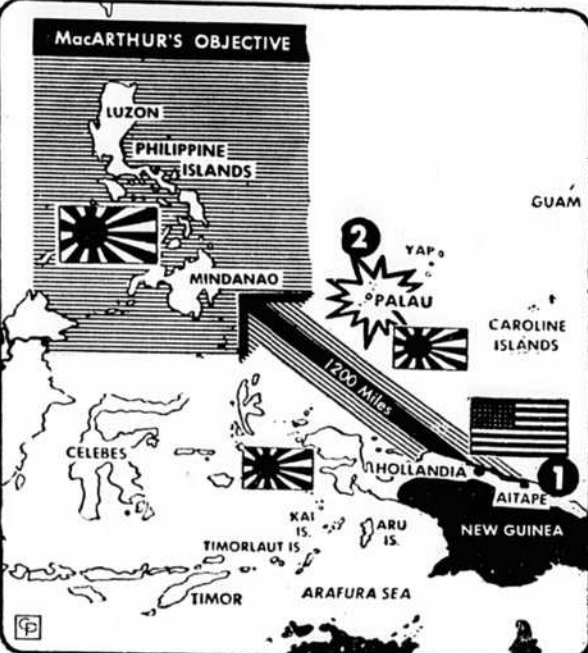 MacARTHUR'S OBJECTIVE
LUZON
PHILIPPINE
ISLANDS
GUAM
2
YAP
MINDANAO
PALAU
CAROLINE
ISLANDS
1200 Miles
CELEBES
HOLLANDIA
1
AITAPE
KAI
IS.
ARU
IS.
NEW GUINEA
TIMORLAUT IS
TIMOR
ARAFURA SEA
CP